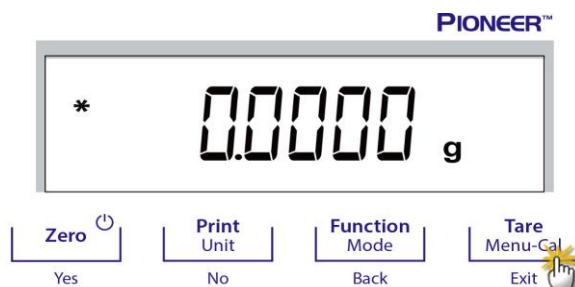 PIONEER™
* 0.0000 g
Zero Print Function Tare
Unit Mode Menu-Cal
Yes No Back Exit